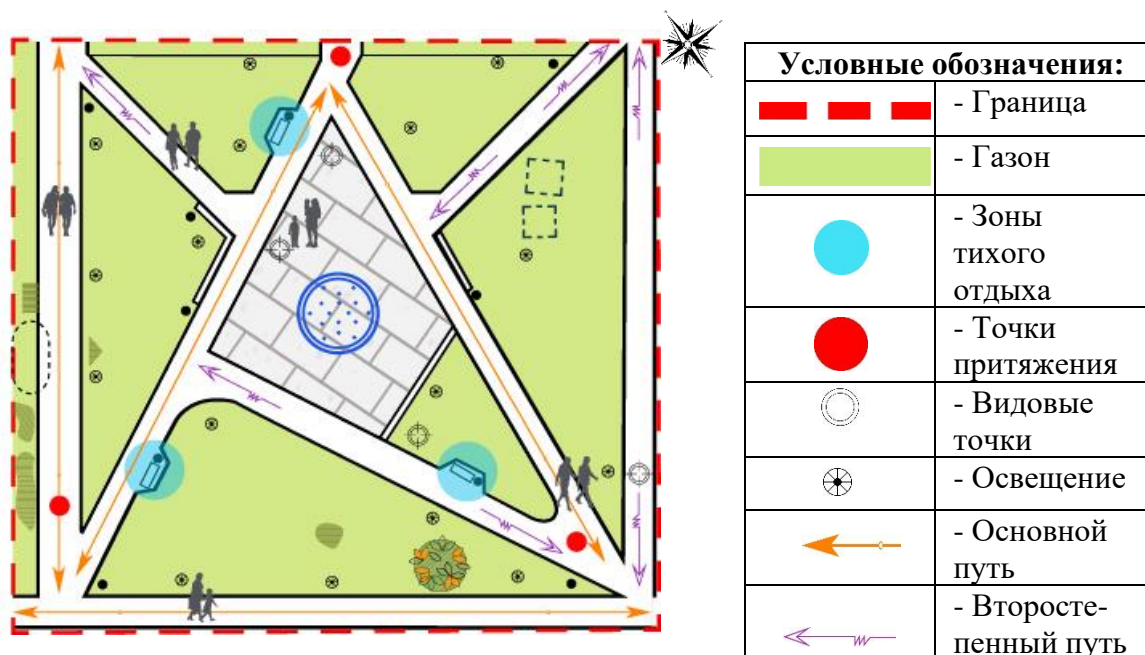 Условные обозначения:
- Граница
- Газон
- Зоны
тихого
отдыха
- Точки
притяжения
- Видовые
точки
- Освещение
- Основной
путь
- Второсте-
пенный путь